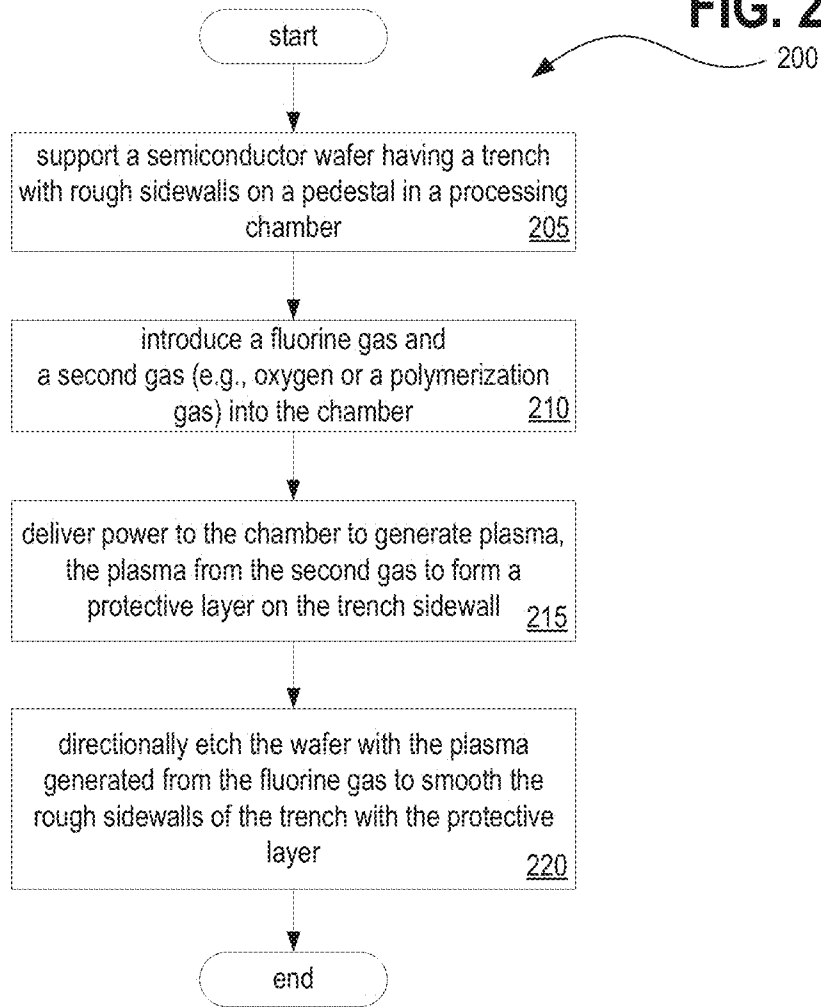 FIG. 2
200
start
support a semiconductor wafer having a trench
with rough sidewalls on a pedestal in a processing
chamber
205
introduce a fluorine gas and
a second gas (e.g., oxygen or a polymerization
gas) into the chamber
210
deliver power to the chamber to generate plasma,
the plasma from the second gas to form a
protective layer on the trench sidewall
215
directionally etch the wafer with the plasma
generated from the fluorine gas to smooth the
rough sidewalls of the trench with the protective
layer
220
end